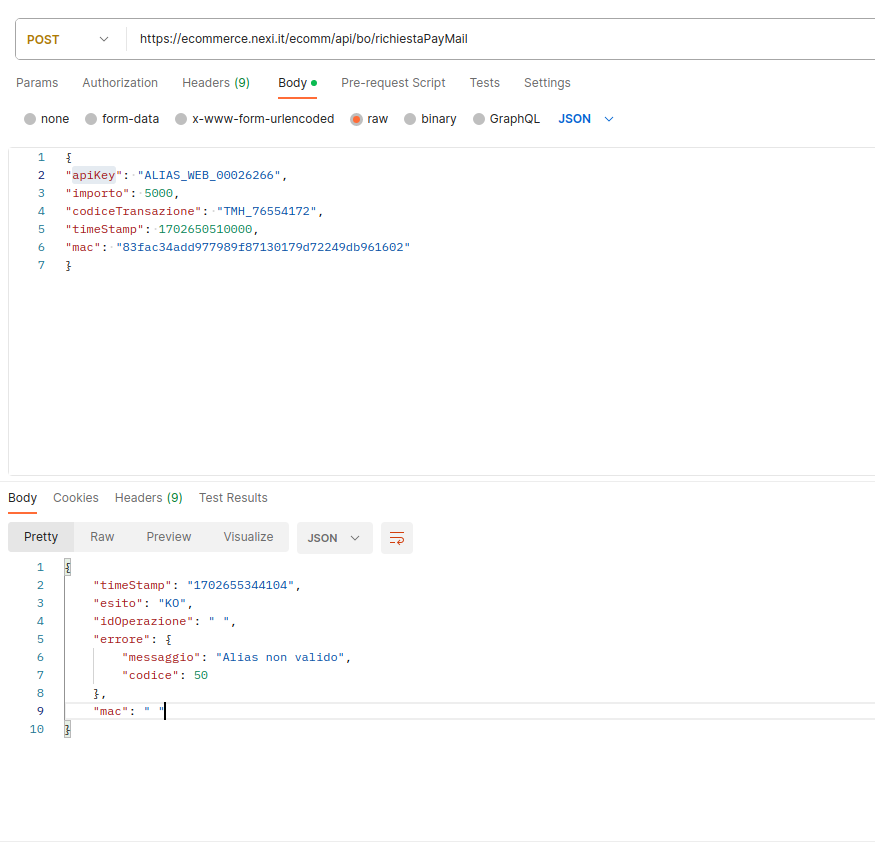 POST https://ecommerce.nexi.it/ecomm/api/bo/richiestaPayMail
Params Authorization Headers (9) Body Pre-request Script Tests Settings
none form-data x-www-form-urlencoded raw binary GraphQL JSON
1 {
2 "apiKey": "ALIAS_WEB_00026266",
3 "importo": 5000,
4 "codiceTransazione": "TMH_76554172",
5 "timeStamp": 1702650510000,
6 "mac": "83fac34add977989f87130179d72249db961602"
7 }
Body Cookies Headers (9) Test Results
Pretty Raw Preview Visualize JSON
1 {
2 "timeStamp": "1702655344104",
3 "esito": "KO",
4 "idOperazione": " ",
5 "errore": {
6 "messaggio": "Alias non valido",
7 "codice": 50
8 },
9 "mac": " "
10 }